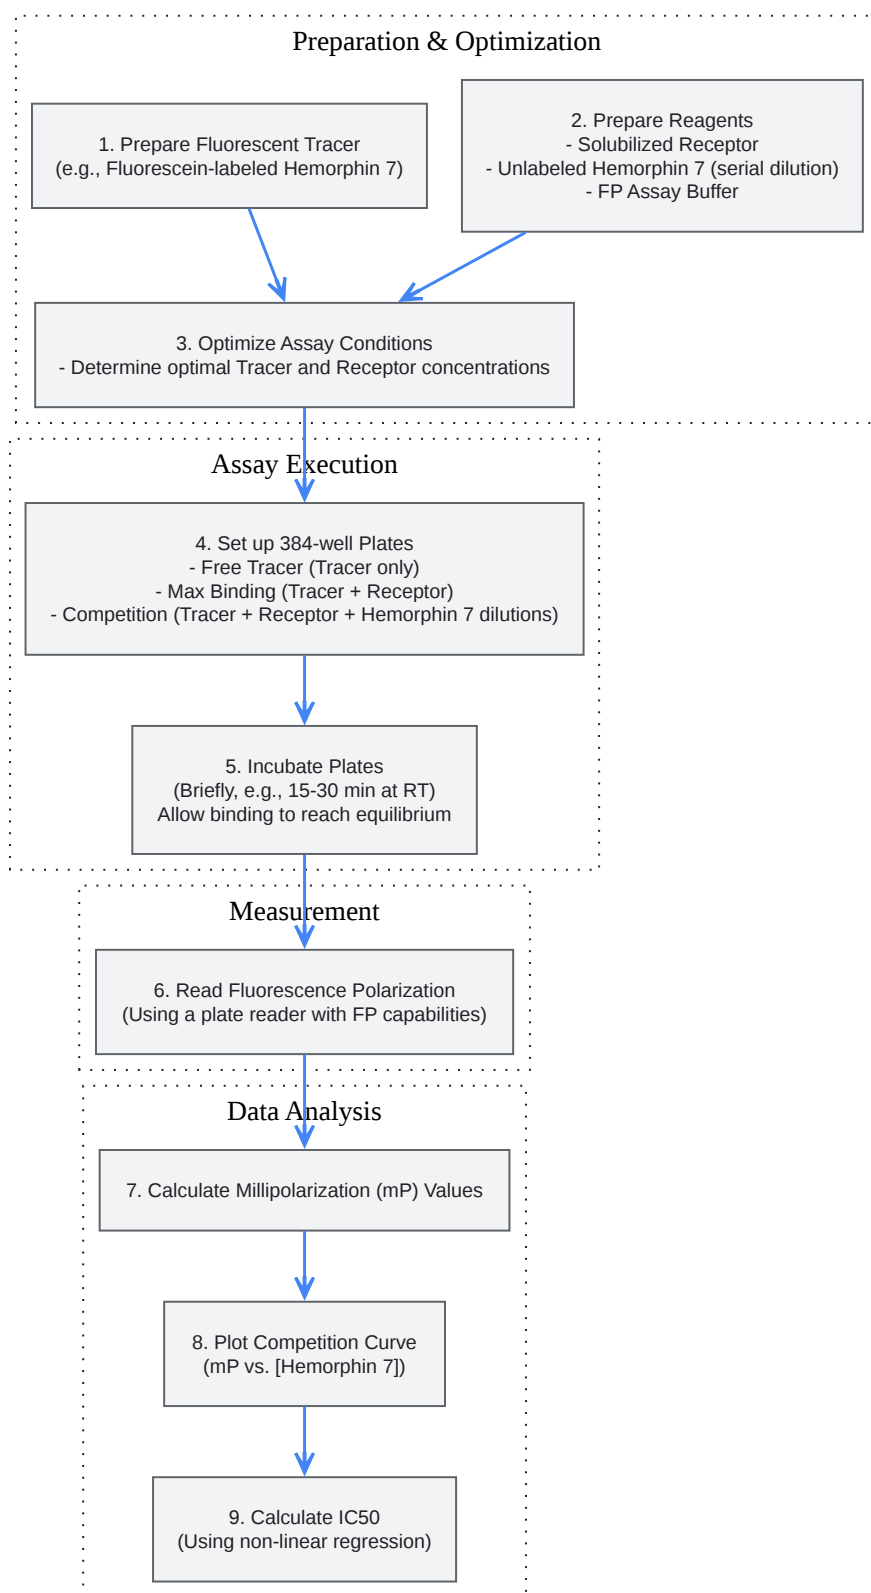 Preparation & Optimization
1. Prepare Fluorescent Tracer
(e.g., Fluorescein-labeled Hemorphin 7)
2. Prepare Reagents
- Solubilized Receptor
- Unlabeled Hemorphin 7 (serial dilution)
- FP Assay Buffer
3. Optimize Assay Conditions
- Determine optimal Tracer and Receptor concentrations
Assay Execution
4. Set up 384-well Plates
- Free Tracer (Tracer only)
- Max Binding (Tracer + Receptor)
- Competition (Tracer + Receptor + Hemorphin 7 dilutions)
5. Incubate Plates
(Briefly, e.g., 15-30 min at RT)
Allow binding to reach equilibrium
Measurement
6. Read Fluorescence Polarization
(Using a plate reader with FP capabilities)
Data Analysis
7. Calculate Millipolarization (mP) Values
8. Plot Competition Curve
(mP vs. [Hemorphin 7])
9. Calculate IC50
(Using non-linear regression)